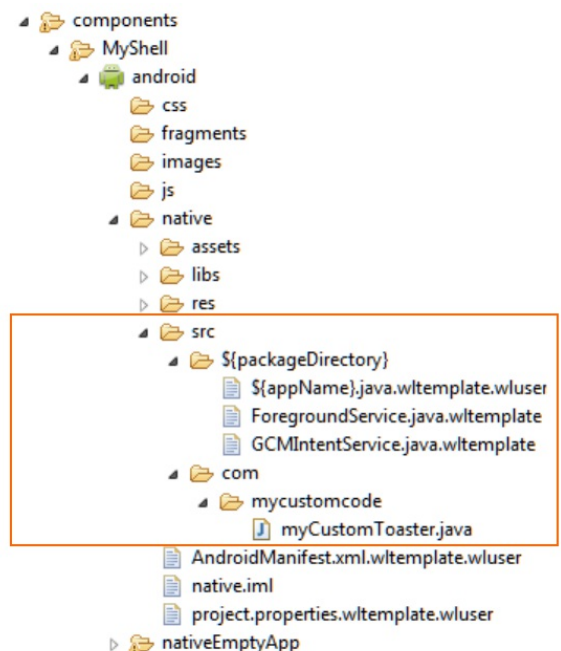 components
MyShell
android
css
fragments
images
js
native
assets
libs
res
src
${packageDirectory}
${appName}.java.wltemplate.wluser
ForegroundService.java.wltemplate
GCMIntentService.java.wltemplate
com
mycustomcode
myCustomToaster.java
AndroidManifest.xml.wltemplate.wluser
native.iml
project.properties.wltemplate.wluser
nativeEmptyApp